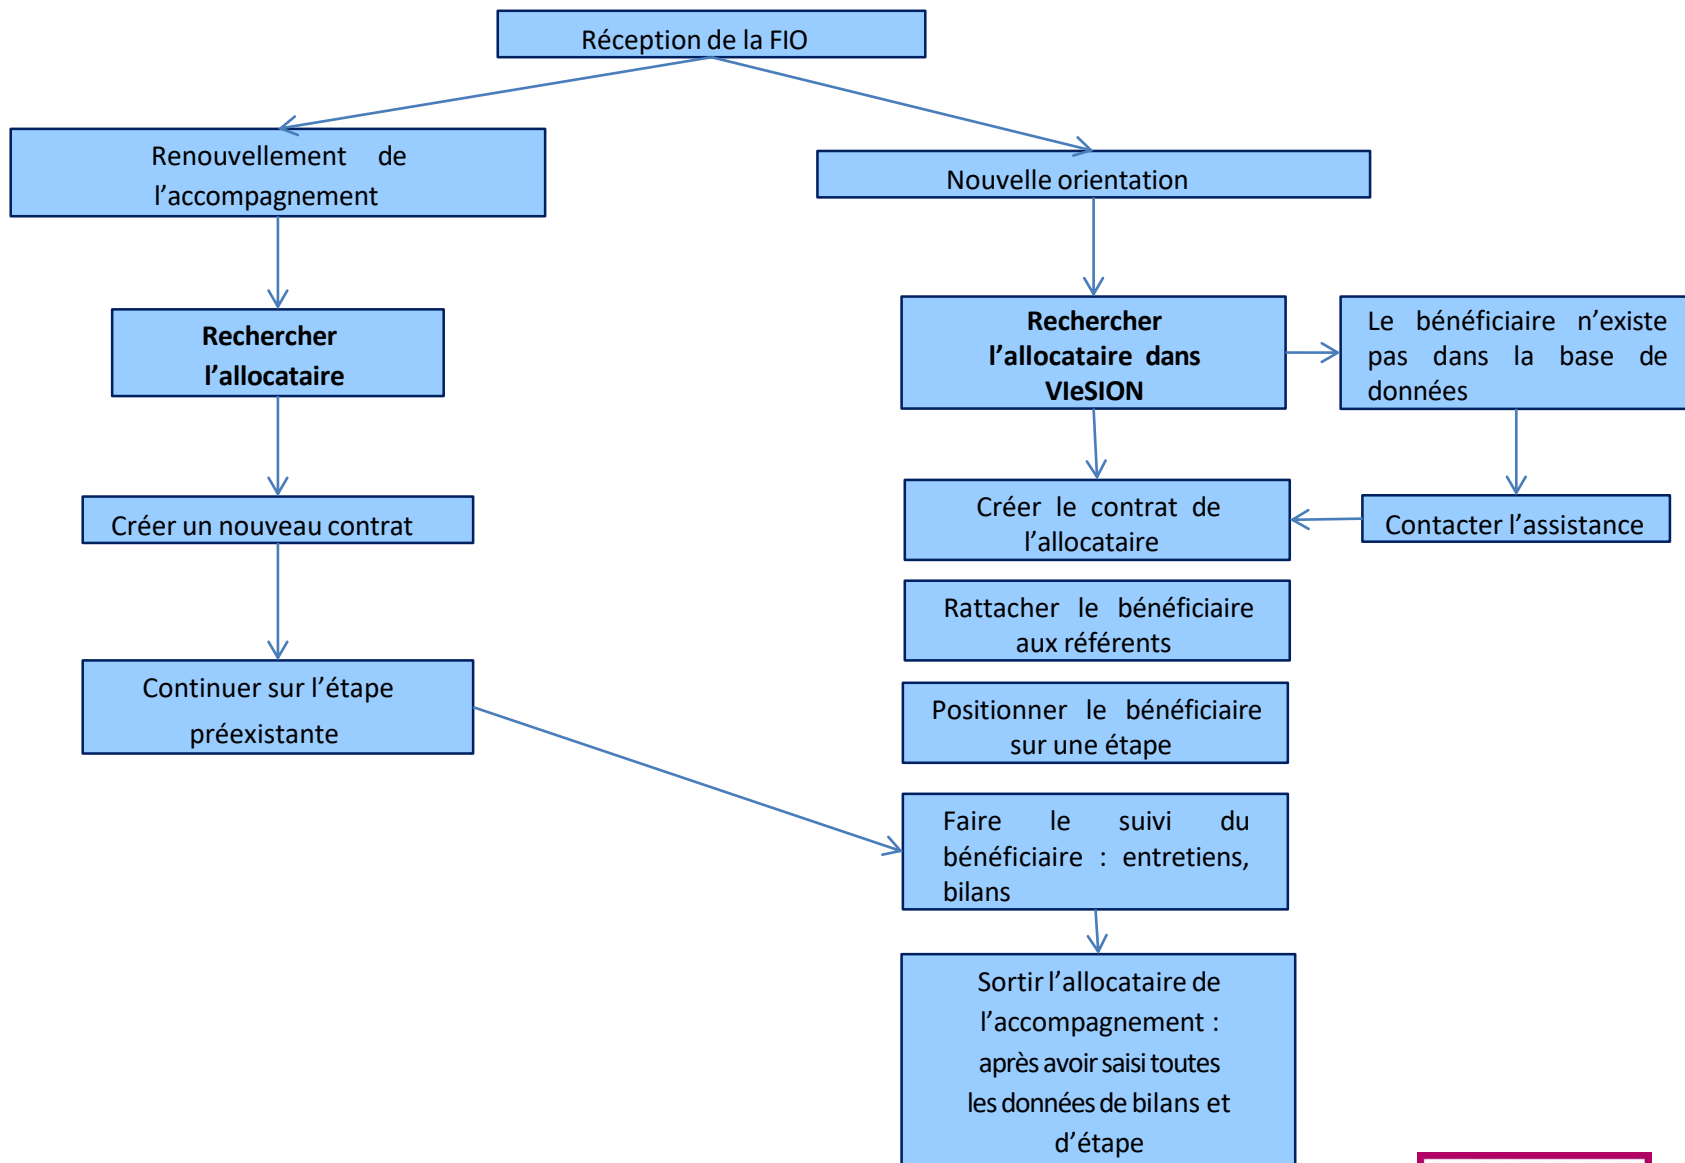 Réception de la FIO
Renouvellement de
l’accompagnement
Nouvelle orientation
Rechercher
l’allocataire
Rechercher
l’allocataire dans
VIeSION
Le bénéficiaire n’existe
pas dans la base de
données
Créer un nouveau contrat
Créer le contrat de
l’allocataire
Contacter l’assistance
Rattacher le bénéficiaire
aux référents
Continuer sur l’étape
préexistante
Positionner le bénéficiaire
sur une étape
Faire le suivi du
bénéficiaire : entretiens,
bilans
Sortir l’allocataire de
l’accompagnement :
après avoir saisi toutes
les données de bilans et
d’étape